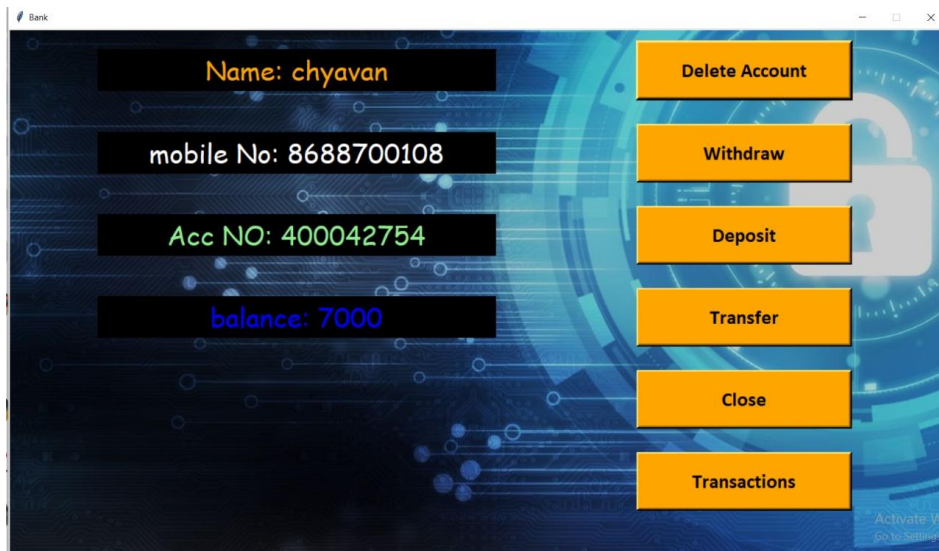 Bank
Name: chyavan
Delete Account
mobile No: 8688700108
Withdraw
Acc NO: 400042754
Deposit
balance: 7000
Transfer
Close
Transactions
Activate W
Go to Setting